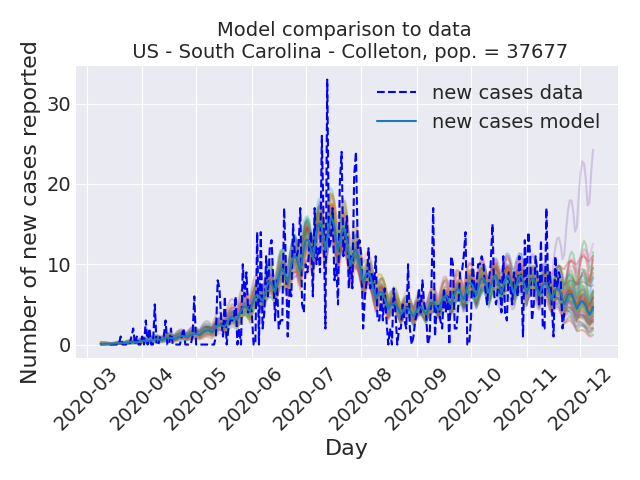 Model comparison to data
US - South Carolina - Colleton, pop. = 37677
Number of new cases reported
30
20
10
0
new cases data
new cases model
2020-03
2020-04
2020-05
2020-06
2020-07
2020-08
2020-09
2020-10
2020-11
2020-12
Day